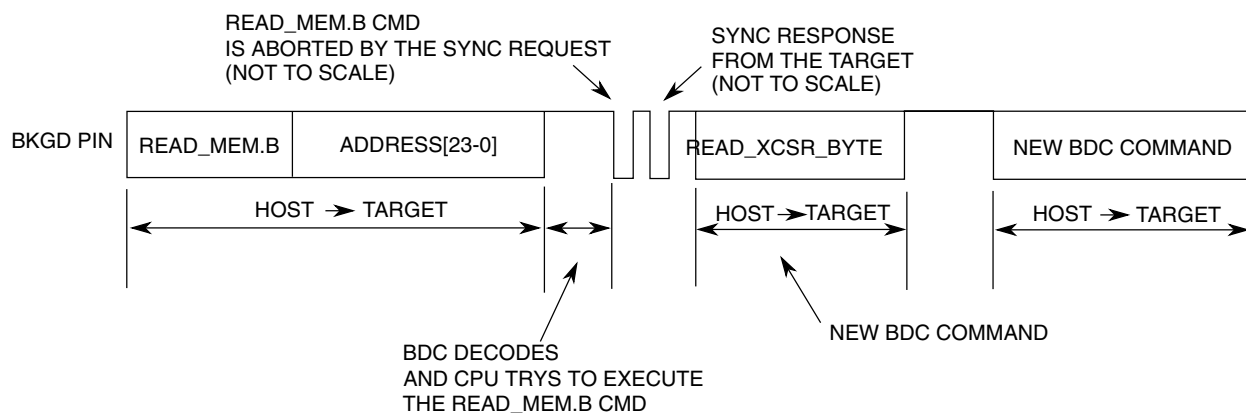 READ_MEM.B CMD
IS ABORTED BY THE SYNC REQUEST
(NOT TO SCALE)
SYNC RESPONSE
FROM THE TARGET
(NOT TO SCALE)
BKGD PIN
READ_MEM.B
ADDRESS[23-0]
READ_XCSR_BYTE
NEW BDC COMMAND
HOST → TARGET
HOST → TARGET
HOST → TARGET
NEW BDC COMMAND
BDC DECODES
AND CPU TRYS TO EXECUTE
THE READ_MEM.B CMD